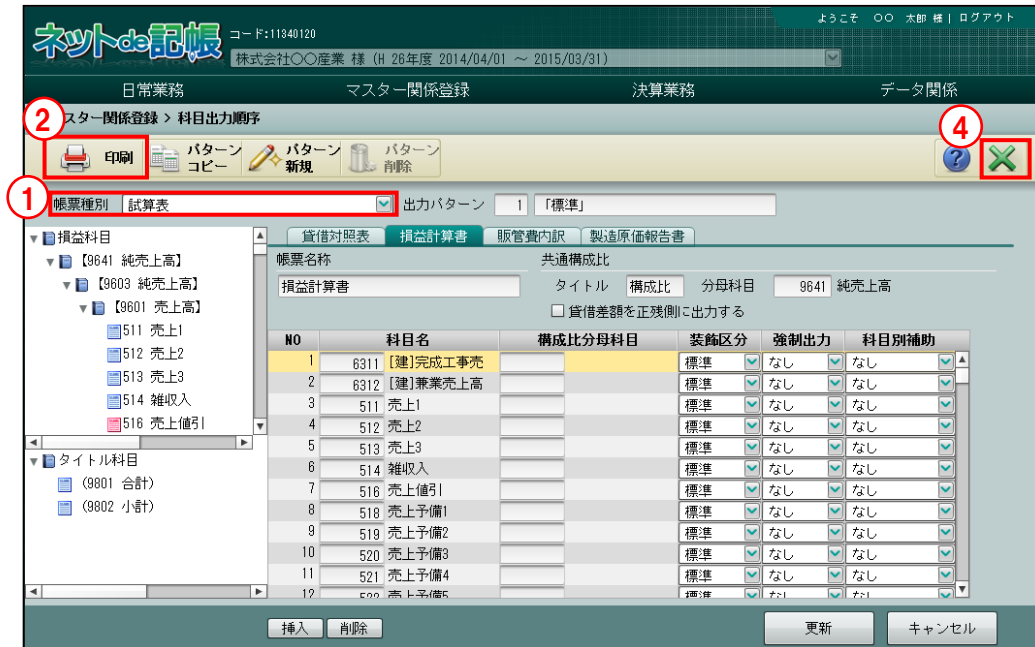 ようこそ 〇〇 太郎 様 | ログアウト
ネットde記帳 コード:11340120
株式会社〇〇産業 様 (H 26年度 2014/04/01 ～ 2015/03/31)
日常業務 マスター関係登録 決算業務 データ関係
② スター関係登録 > 科目出力順序 ④
印刷 パターンコピー パターン新規 パターン削除 ?
① 帳票種別 試算表 出力パターン 1 「標準」
損益科目
【9641 純売上高】
【9603 純売上高】
【9601 売上高】
511 売上1
512 売上2
513 売上3
514 雑収入
516 売上値引
タイトル科目
(9801 合計)
(9802 小計)
貸借対照表 損益計算書 販管費内訳 製造原価報告書
帳票名称 共通構成比
損益計算書 タイトル 構成比 分母科目 9641 純売上高
貸借差額を正残側に出力する
NO 科目名 構成比分母科目 装飾区分 強制出力 科目別補助
1 6311 [建]完成工事売 標準 なし なし
2 6312 [建]兼業売上高 標準 なし なし
3 511 売上1 標準 なし なし
4 512 売上2 標準 なし なし
5 513 売上3 標準 なし なし
6 514 雑収入 標準 なし なし
7 516 売上値引 標準 なし なし
8 518 売上予備1 標準 なし なし
9 519 売上予備2 標準 なし なし
10 520 売上予備3 標準 なし なし
11 521 売上予備4 標準 なし なし
12 522 売上予備5 標準 なし なし
挿入 削除 更新 キャンセル